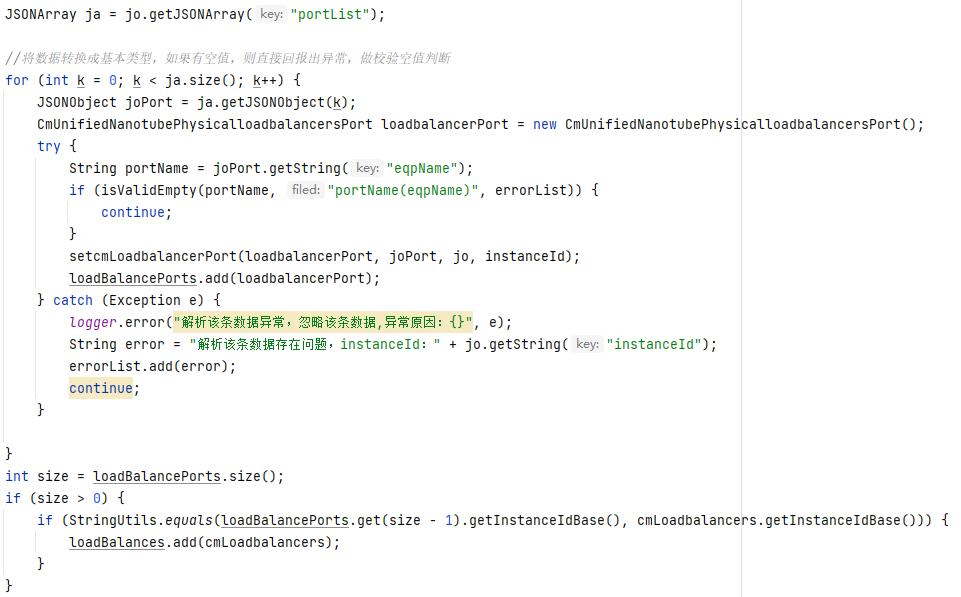 JSONArray ja = jo.getJSONArray( key: "portList");
//将数据转换成基本类型，如果有空值，则直接回报出异常，做校验空值判断
for (int k = 0; k < ja.size(); k++) {
JSONObject joPort = ja.getJSONObject(k);
CmUnifiedNanotubePhysicalloadbalancersPort loadbalancerPort = new CmUnifiedNanotubePhysicalloadbalancersPort();
try {
String portName = joPort.getString( key: "eqpName");
if (isValidEmpty(portName, filed: "portName(eqpName)", errorList)) {
continue;
}
setcmLoadbalancerPort(loadbalancerPort, joPort, jo, instanceId);
loadBalancePorts.add(loadbalancerPort);
} catch (Exception e) {
logger.error("解析该条数据异常，忽略该条数据,异常原因：{}", e);
String error = "解析该条数据存在问题，instanceId：" + jo.getString( key: "instanceId");
errorList.add(error);
continue;
}
}
int size = loadBalancePorts.size();
if (size > 0) {
if (StringUtils.equals(loadBalancePorts.get(size - 1).getInstanceIdBase(), cmLoadbalancers.getInstanceIdBase())) {
loadBalances.add(cmLoadbalancers);
}
}